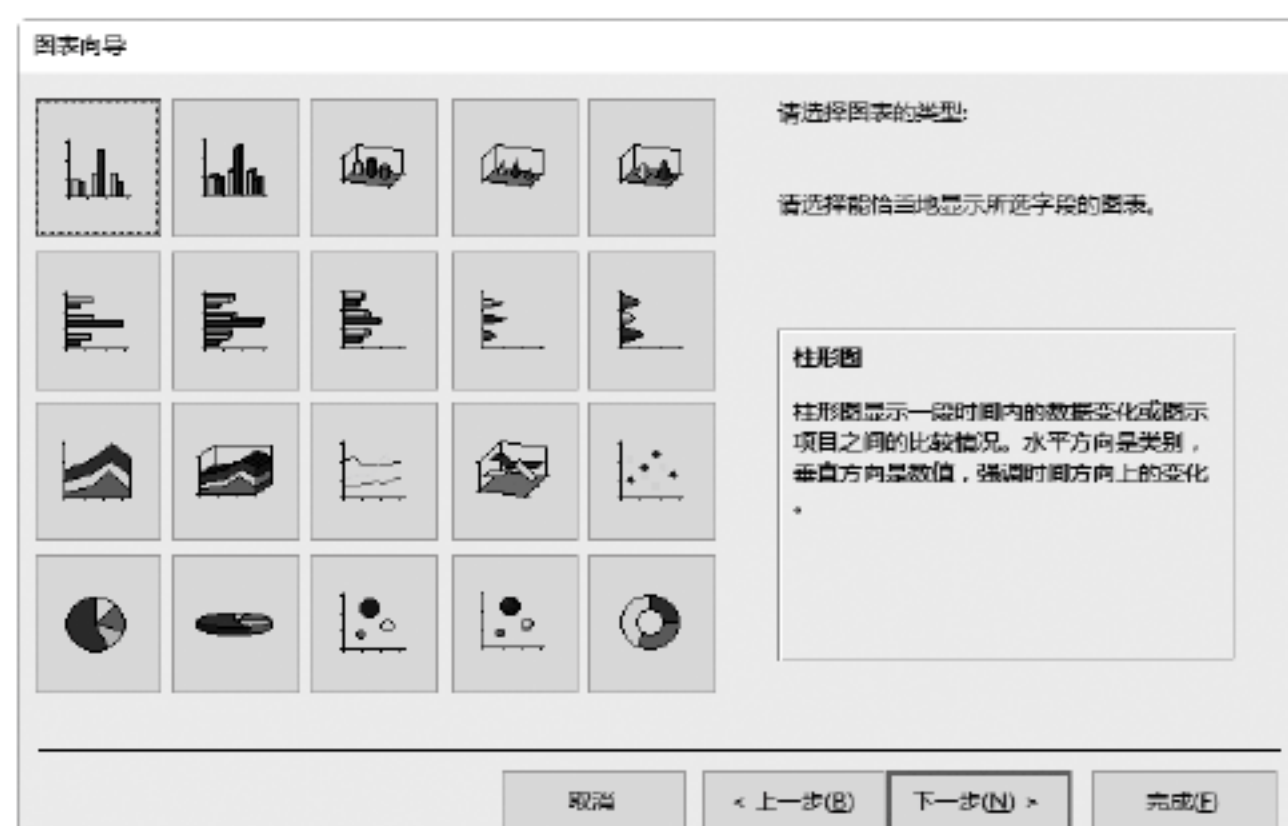 图表向导
请选择图表的类型:
请选择能恰当地显示所选字段的图表。
柱形图
柱形图显示一段时间内的数据变化或图示
项目之间的比较情况。水平方向是类别，
垂直方向是数值，强调时间方向上的变化
。
取消
< 上一步(B)
下一步(N) >
完成(F)